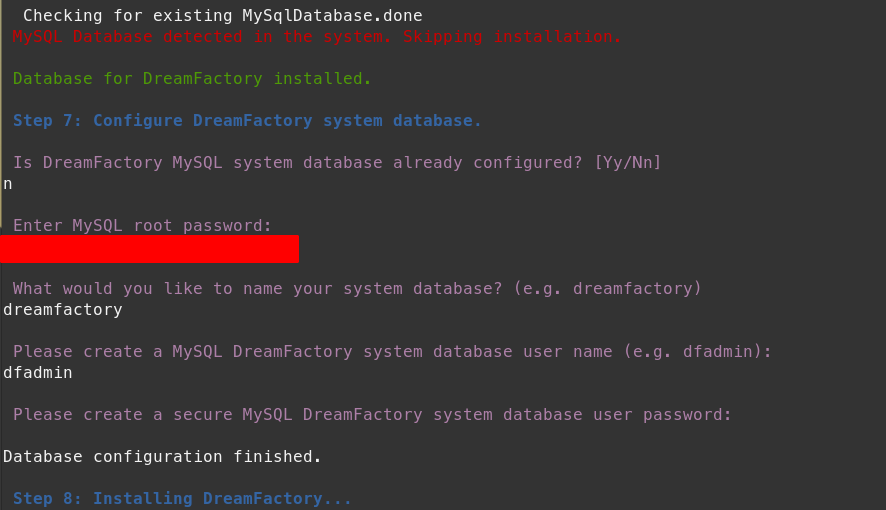 Checking for existing MySqlDatabase.done
MySQL Database detected in the system. Skipping installation.
Database for DreamFactory installed.
Step 7: Configure DreamFactory system database.
Is DreamFactory MySQL system database already configured? [Yy/Nn]
n
Enter MySQL root password:
What would you like to name your system database? (e.g. dreamfactory)
dreamfactory
Please create a MySQL DreamFactory system database user name (e.g. dfadmin):
dfadmin
Please create a secure MySQL DreamFactory system database user password:
Database configuration finished.
Step 8: Installing DreamFactory...